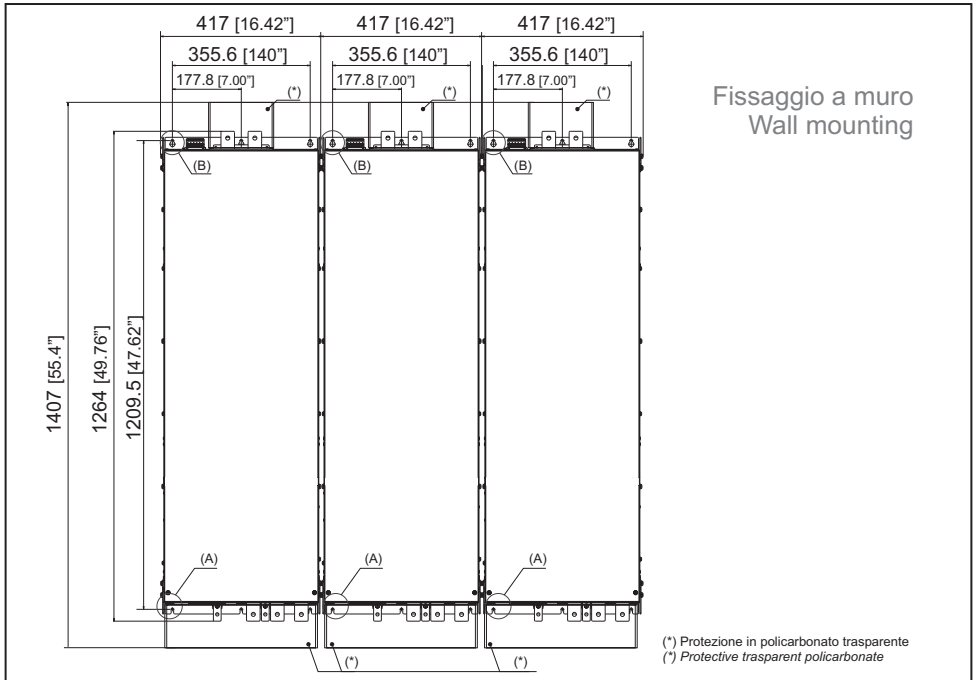 417 [16.42”] 417 [16.42”] 417 [16.42”]
355.6 [140”] 355.6 [140”] 355.6 [140”]
177.8 [7.00”] 177.8 [7.00”] 177.8 [7.00”]
(*) (*) (*)
Fissaggio a muro
Wall mounting
(B) (B) (B)
1407 [55.4”]
1264 [49.76”]
1209.5 [47.62”]
(A) (A) (A)
(*) (*)
(*) Protezione in policarbonato trasparente
(*) Protective trasparent policarbonate